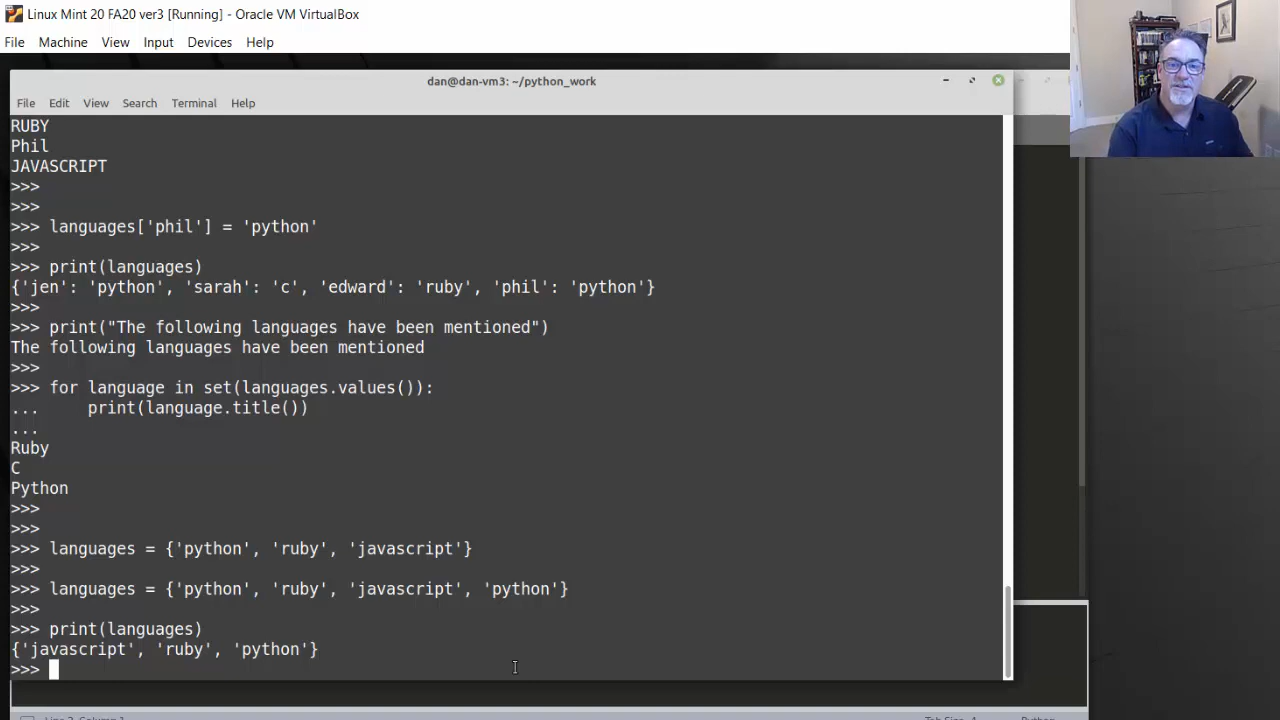 Linux Mint 20 FA20 ver3 [Running] - Oracle VM VirtualBox
File Machine View Input Devices Help
dan@dan-vm3: ~/python_work
File Edit View Search Terminal Help
RUBY
Phil
JAVASCRIPT
>>>
>>>
>>> languages['phil'] = 'python'
>>>
>>> print(languages)
{'jen': 'python', 'sarah': 'c', 'edward': 'ruby', 'phil': 'python'}
>>>
>>> print("The following languages have been mentioned")
The following languages have been mentioned
>>>
>>> for language in set(languages.values()):
...     print(language.title())
...
Ruby
C
Python
>>>
>>>
>>> languages = {'python', 'ruby', 'javascript'}
>>>
>>> languages = {'python', 'ruby', 'javascript', 'python'}
>>>
>>> print(languages)
{'javascript', 'ruby', 'python'}
>>>